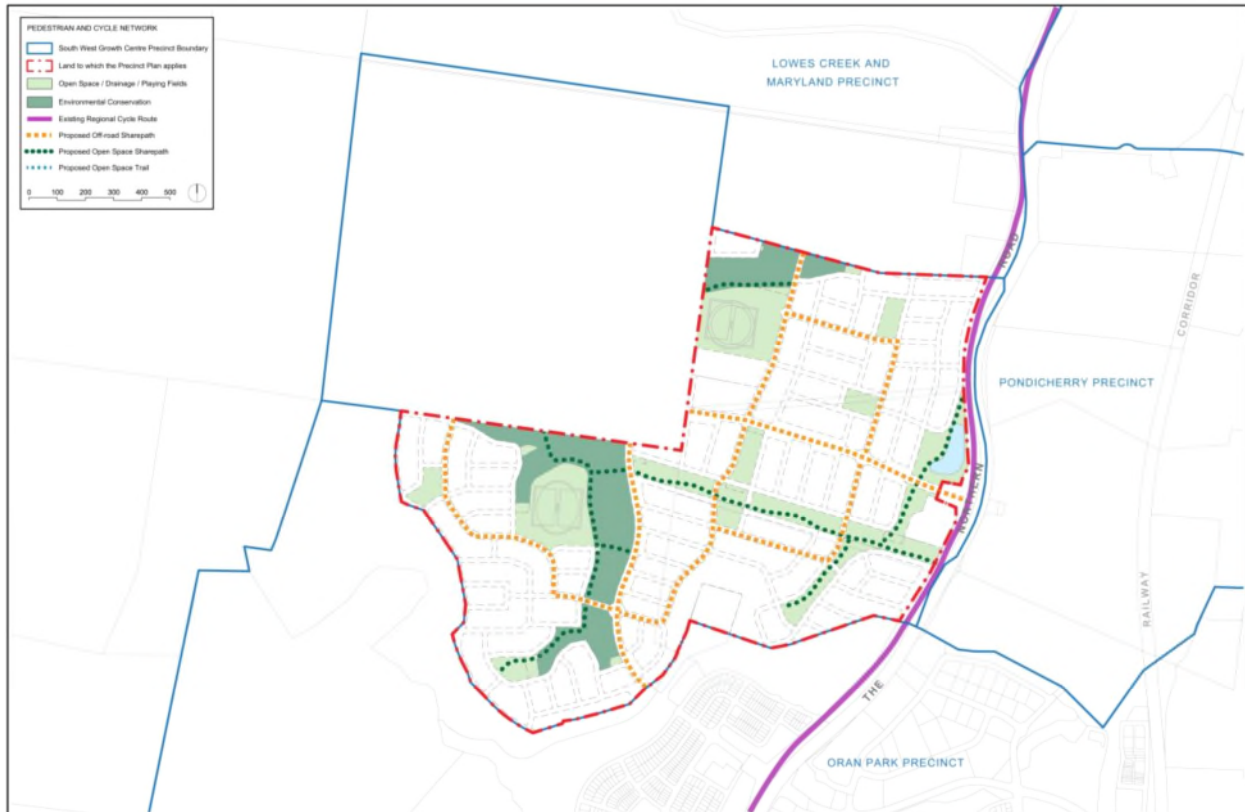 PEDESTRIAN AND CYCLE NETWORK
South West Growth Centre Precinct Boundary
Land to which the Precinct Plan applies
Open Space / Drainage / Playing Fields
Environmental Conservation
Existing Regional Cycle Route
Proposed Off-road Sharepath
Proposed Open Space Sharepath
Proposed Open Space Trail
0 100 200 300 400 500
LOWES CREEK AND
MARYLAND PRECINCT
ROAD
CORRIDOR
PONDICHERRY PRECINCT
NORTHERN
RAILWAY
THE
ORAN PARK PRECINCT